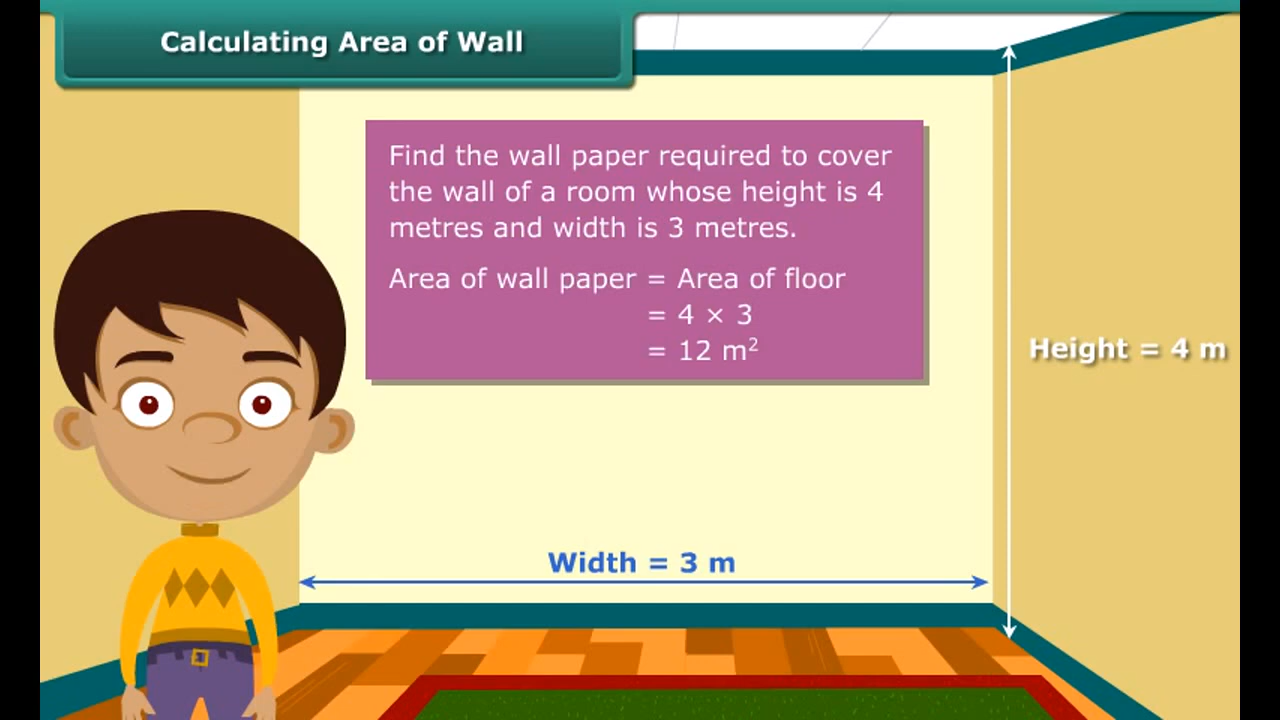 Calculating Area of Wall
Find the wall paper required to cover
the wall of a room whose height is 4
metres and width is 3 metres.
Area of wall paper = Area of floor
= 4 × 3
= 12 m²
Height = 4 m
Width = 3 m